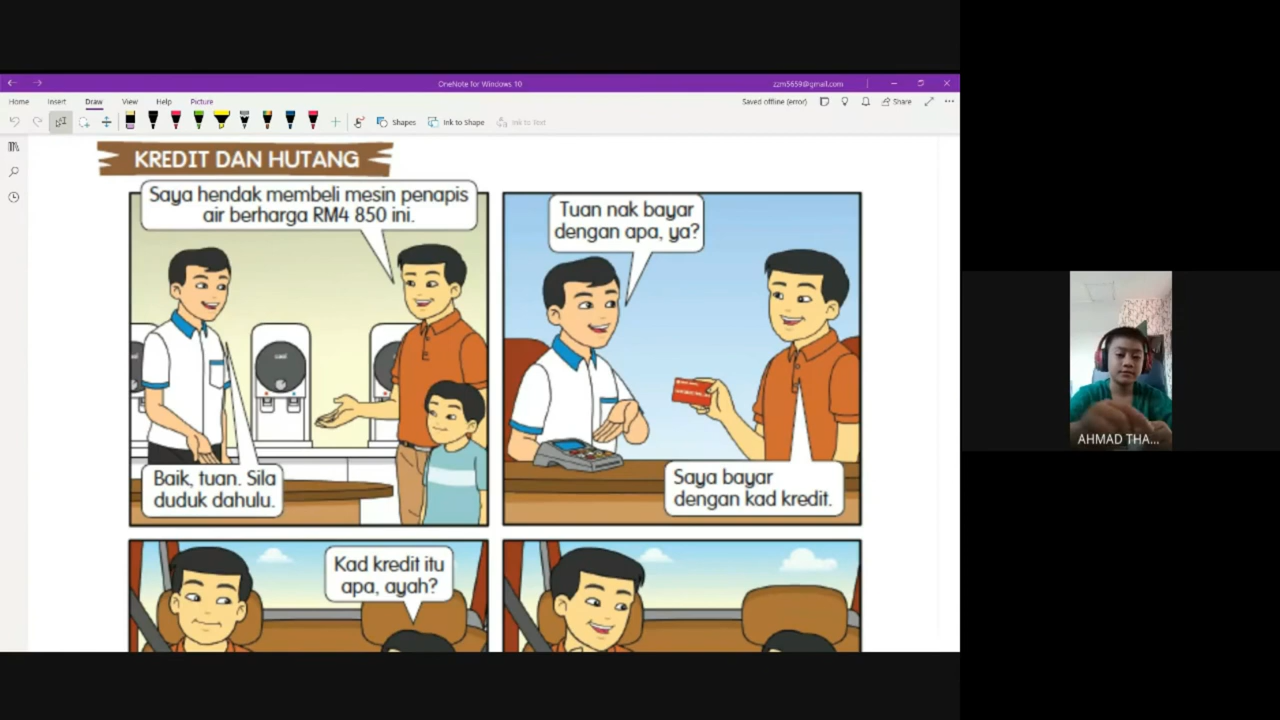 OneNote for Windows 10
zzm5659@gmail.com
Home Insert Draw View Help Picture
Saved offline (error) Share
Shapes Ink to Shape Ink to Text
KREDIT DAN HUTANG
Saya hendak membeli mesin penapis
air berharga RM4 850 ini.
Baik, tuan. Sila
duduk dahulu.
Tuan nak bayar
dengan apa, ya?
Saya bayar
dengan kad kredit.
Kad kredit itu
apa, ayah?
AHMAD THA...